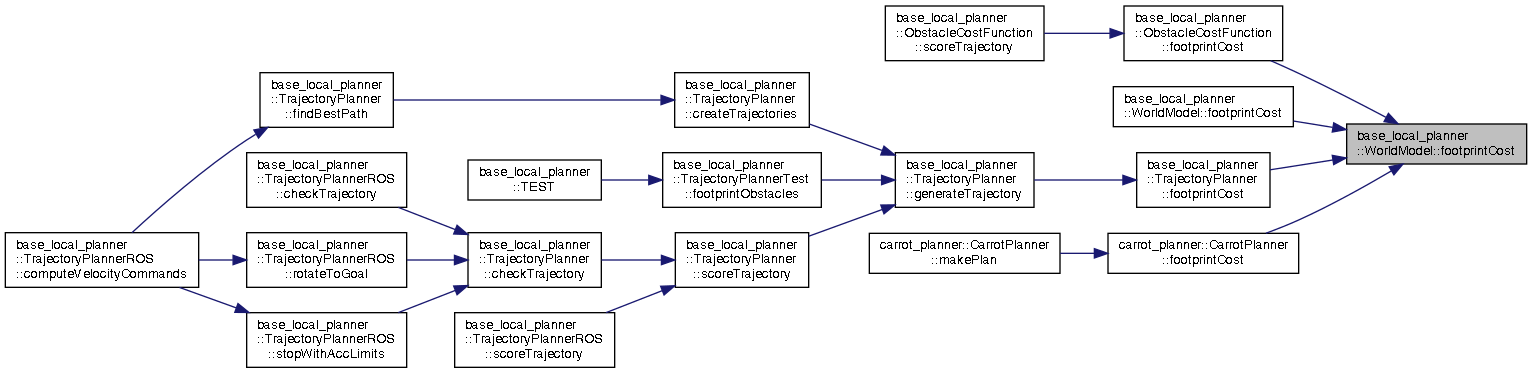 base_local_planner
::ObstacleCostFunction
::scoreTrajectory
base_local_planner
::ObstacleCostFunction
::footprintCost
base_local_planner
::TrajectoryPlanner
::findBestPath
base_local_planner
::TrajectoryPlanner
::createTrajectories
base_local_planner
::WorldModel::footprintCost
base_local_planner
::WorldModel::footprintCost
base_local_planner
::TrajectoryPlannerROS
::checkTrajectory
base_local_planner
::TEST
base_local_planner
::TrajectoryPlannerTest
::footprintObstacles
base_local_planner
::TrajectoryPlanner
::generateTrajectory
base_local_planner
::TrajectoryPlanner
::footprintCost
base_local_planner
::TrajectoryPlannerROS
::computeVelocityCommands
base_local_planner
::TrajectoryPlannerROS
::rotateToGoal
base_local_planner
::TrajectoryPlanner
::checkTrajectory
base_local_planner
::TrajectoryPlanner
::scoreTrajectory
carrot_planner::CarrotPlanner
::makePlan
carrot_planner::CarrotPlanner
::footprintCost
base_local_planner
::TrajectoryPlannerROS
::stopWithAccLimits
base_local_planner
::TrajectoryPlannerROS
::scoreTrajectory